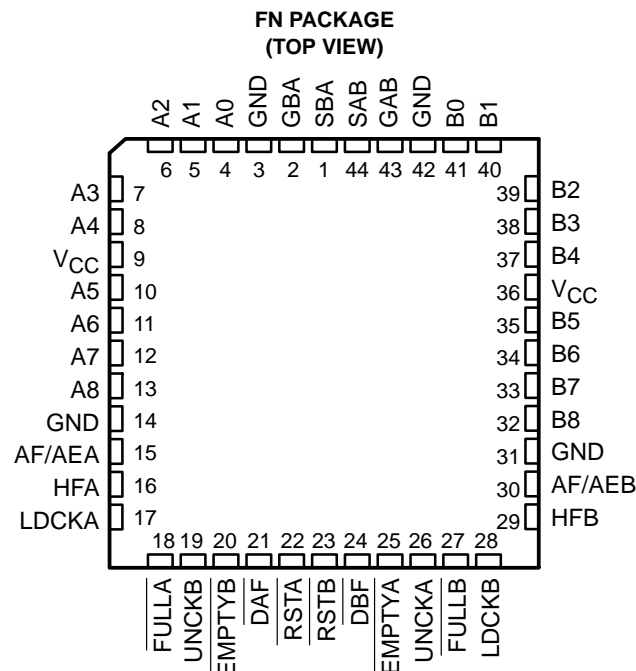 FN PACKAGE
(TOP VIEW)
A2 A1 A0 GND GBA SBA SAB GAB GND B0 B1
6 5 4 3 2 1 44 43 42 41 40
A3 7 39 B2
A4 8 38 B3
VCC 9 37 B4
A5 10 36 VCC
A6 11 35 B5
A7 12 34 B6
A8 13 33 B7
GND 14 32 B8
AF/AEA 15 31 GND
HFA 16 30 AF/AEB
LDCKA 17 29 HFB
18 19 20 21 22 23 24 25 26 27 28
FULLA UNCKB EMPTYB DAF RSTA RSTB DBF EMPTYA UNCKA FULLB LDCKB